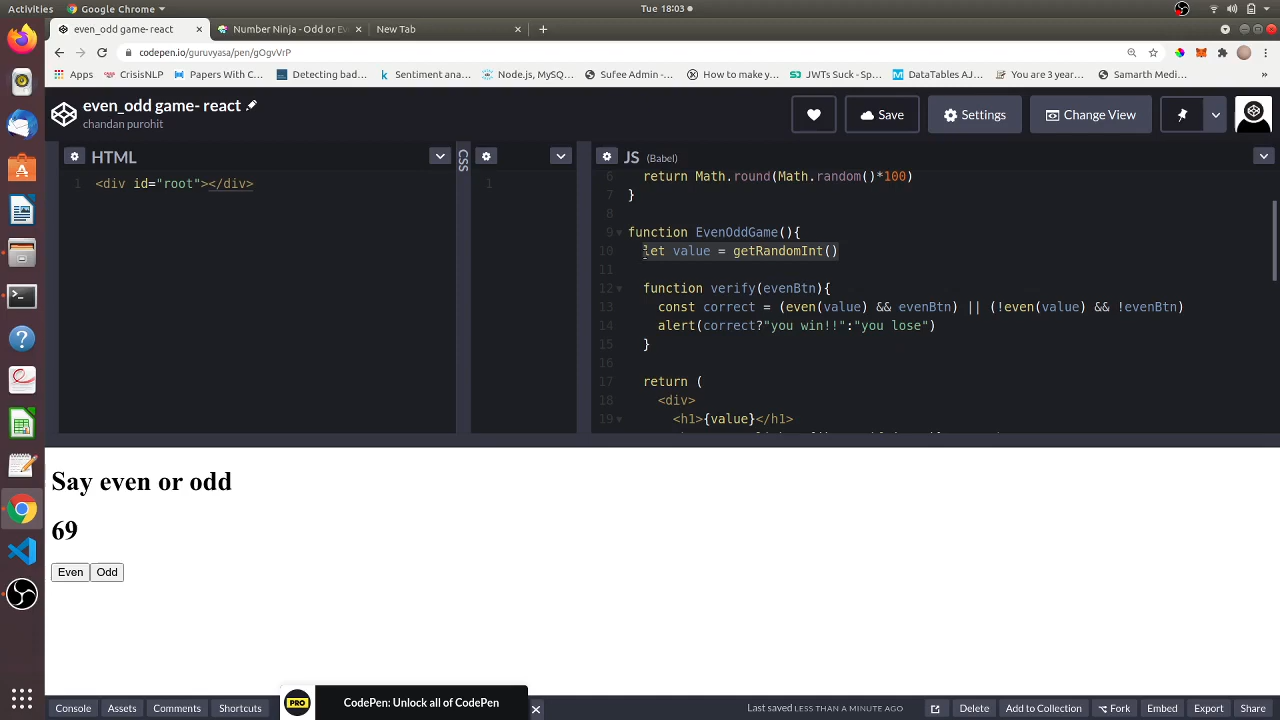 Activities
Google Chrome
Tue 18:03
even_odd game- react
Number Ninja - Odd or Ev
New Tab
codepen.io/guruvyasa/pen/gOgvVrP
Apps
CrisisNLP
Papers With C...
Detecting bad...
Sentiment ana...
Node.js, MySQ...
Sufee Admin -...
How to make y...
JWTs Suck - Sp...
DataTables AJ ...
You are 3 year...
Samarth Medi...
»
even_odd game- react
chandan purohit
Save
Settings
Change View
HTML
CSS
JS (Babel)
1 <div id="root"></div>
1
6 return Math.round(Math.random()*100)
7 }
8
9 function EvenOddGame(){
10 let value = getRandomInt()
11
12 function verify(evenBtn){
13 const correct = (even(value) && evenBtn) || (!even(value) && !evenBtn)
14 alert(correct?"you win!!":"you lose")
15 }
16
17 return (
18 <div>
19 <h1>{value}</h1>
Say even or odd
69
Even
Odd
PRO
CodePen: Unlock all of CodePen
Console
Assets
Comments
Shortcuts
Last saved LESS THAN A MINUTE AGO
Delete
Add to Collection
Fork
Embed
Export
Share